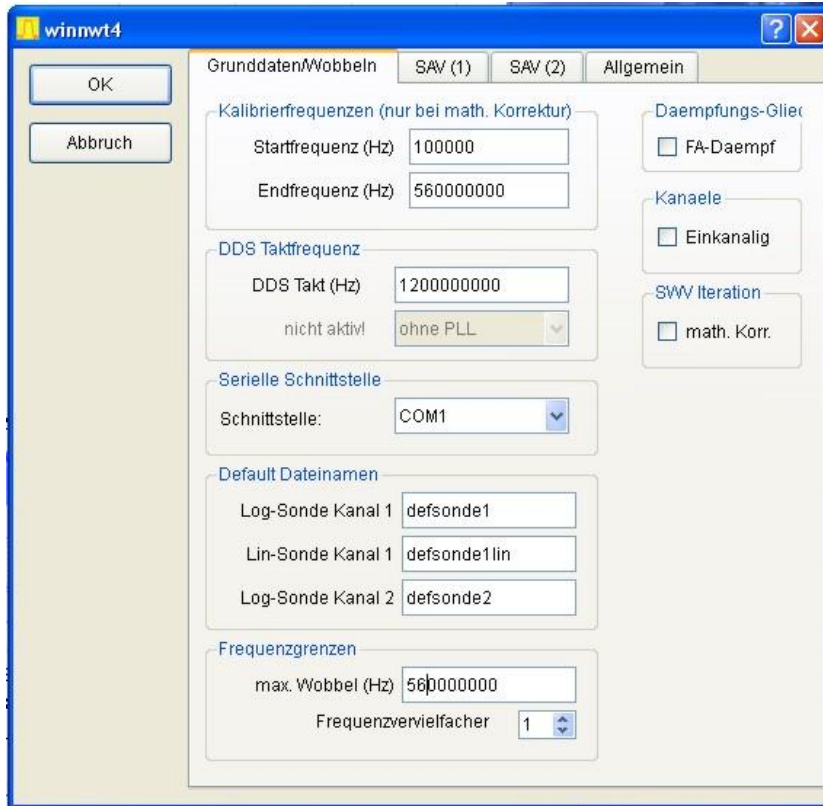 winnwt4
OK
Abbruch
Grunddaten/Wobbeln SAV (1) SAV (2) Allgemein
Kalibrierfrequenzen (nur bei math. Korrektur)
Startfrequenz (Hz) 100000
Endfrequenz (Hz) 560000000
DDS Taktfrequenz
DDS Takt (Hz) 1200000000
nicht aktiv! ohne PLL
Serielle Schnittstelle
Schnittstelle: COM1
Default Dateinamen
Log-Sonde Kanal 1 defsonde1
Lin-Sonde Kanal 1 defsonde1lin
Log-Sonde Kanal 2 defsonde2
Frequenzgrenzen
max. Wobbel (Hz) 560000000
Frequenzvervielfacher 1
Daempfungs-Glied
FA-Daempf
Kanaele
Einkanalig
SWV Iteration
math. Korr.